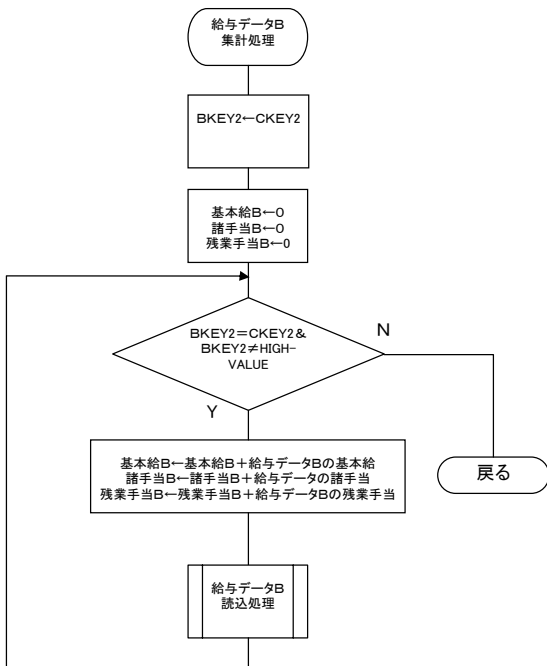 給与データB
集計処理
BKEY2←CKEY2
基本給B←0
諸手当B←0
残業手当B←0
BKEY2=CKEY2&
BKEY2≠HIGH-
VALUE
N
Y
基本給B←基本給B+給与データBの基本給
諸手当B←諸手当B+給与データの諸手当
残業手当B←残業手当B+給与データBの残業手当
戻る
給与データB
読込処理